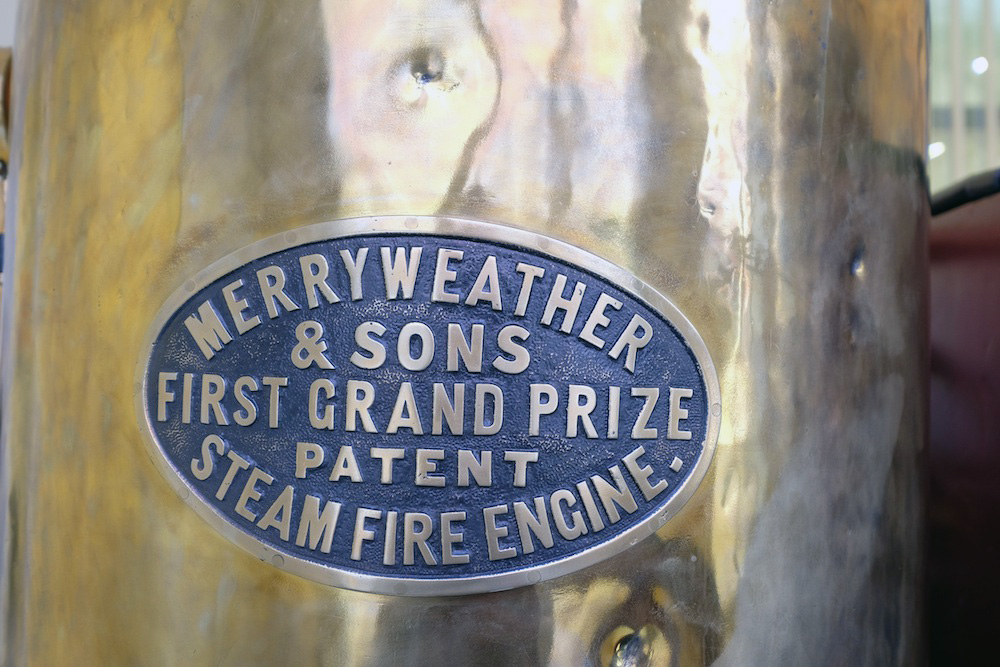 MERRYWEATHER
& SONS
FIRST GRAND PRIZE
PATENT
STEAM FIRE ENGINE.